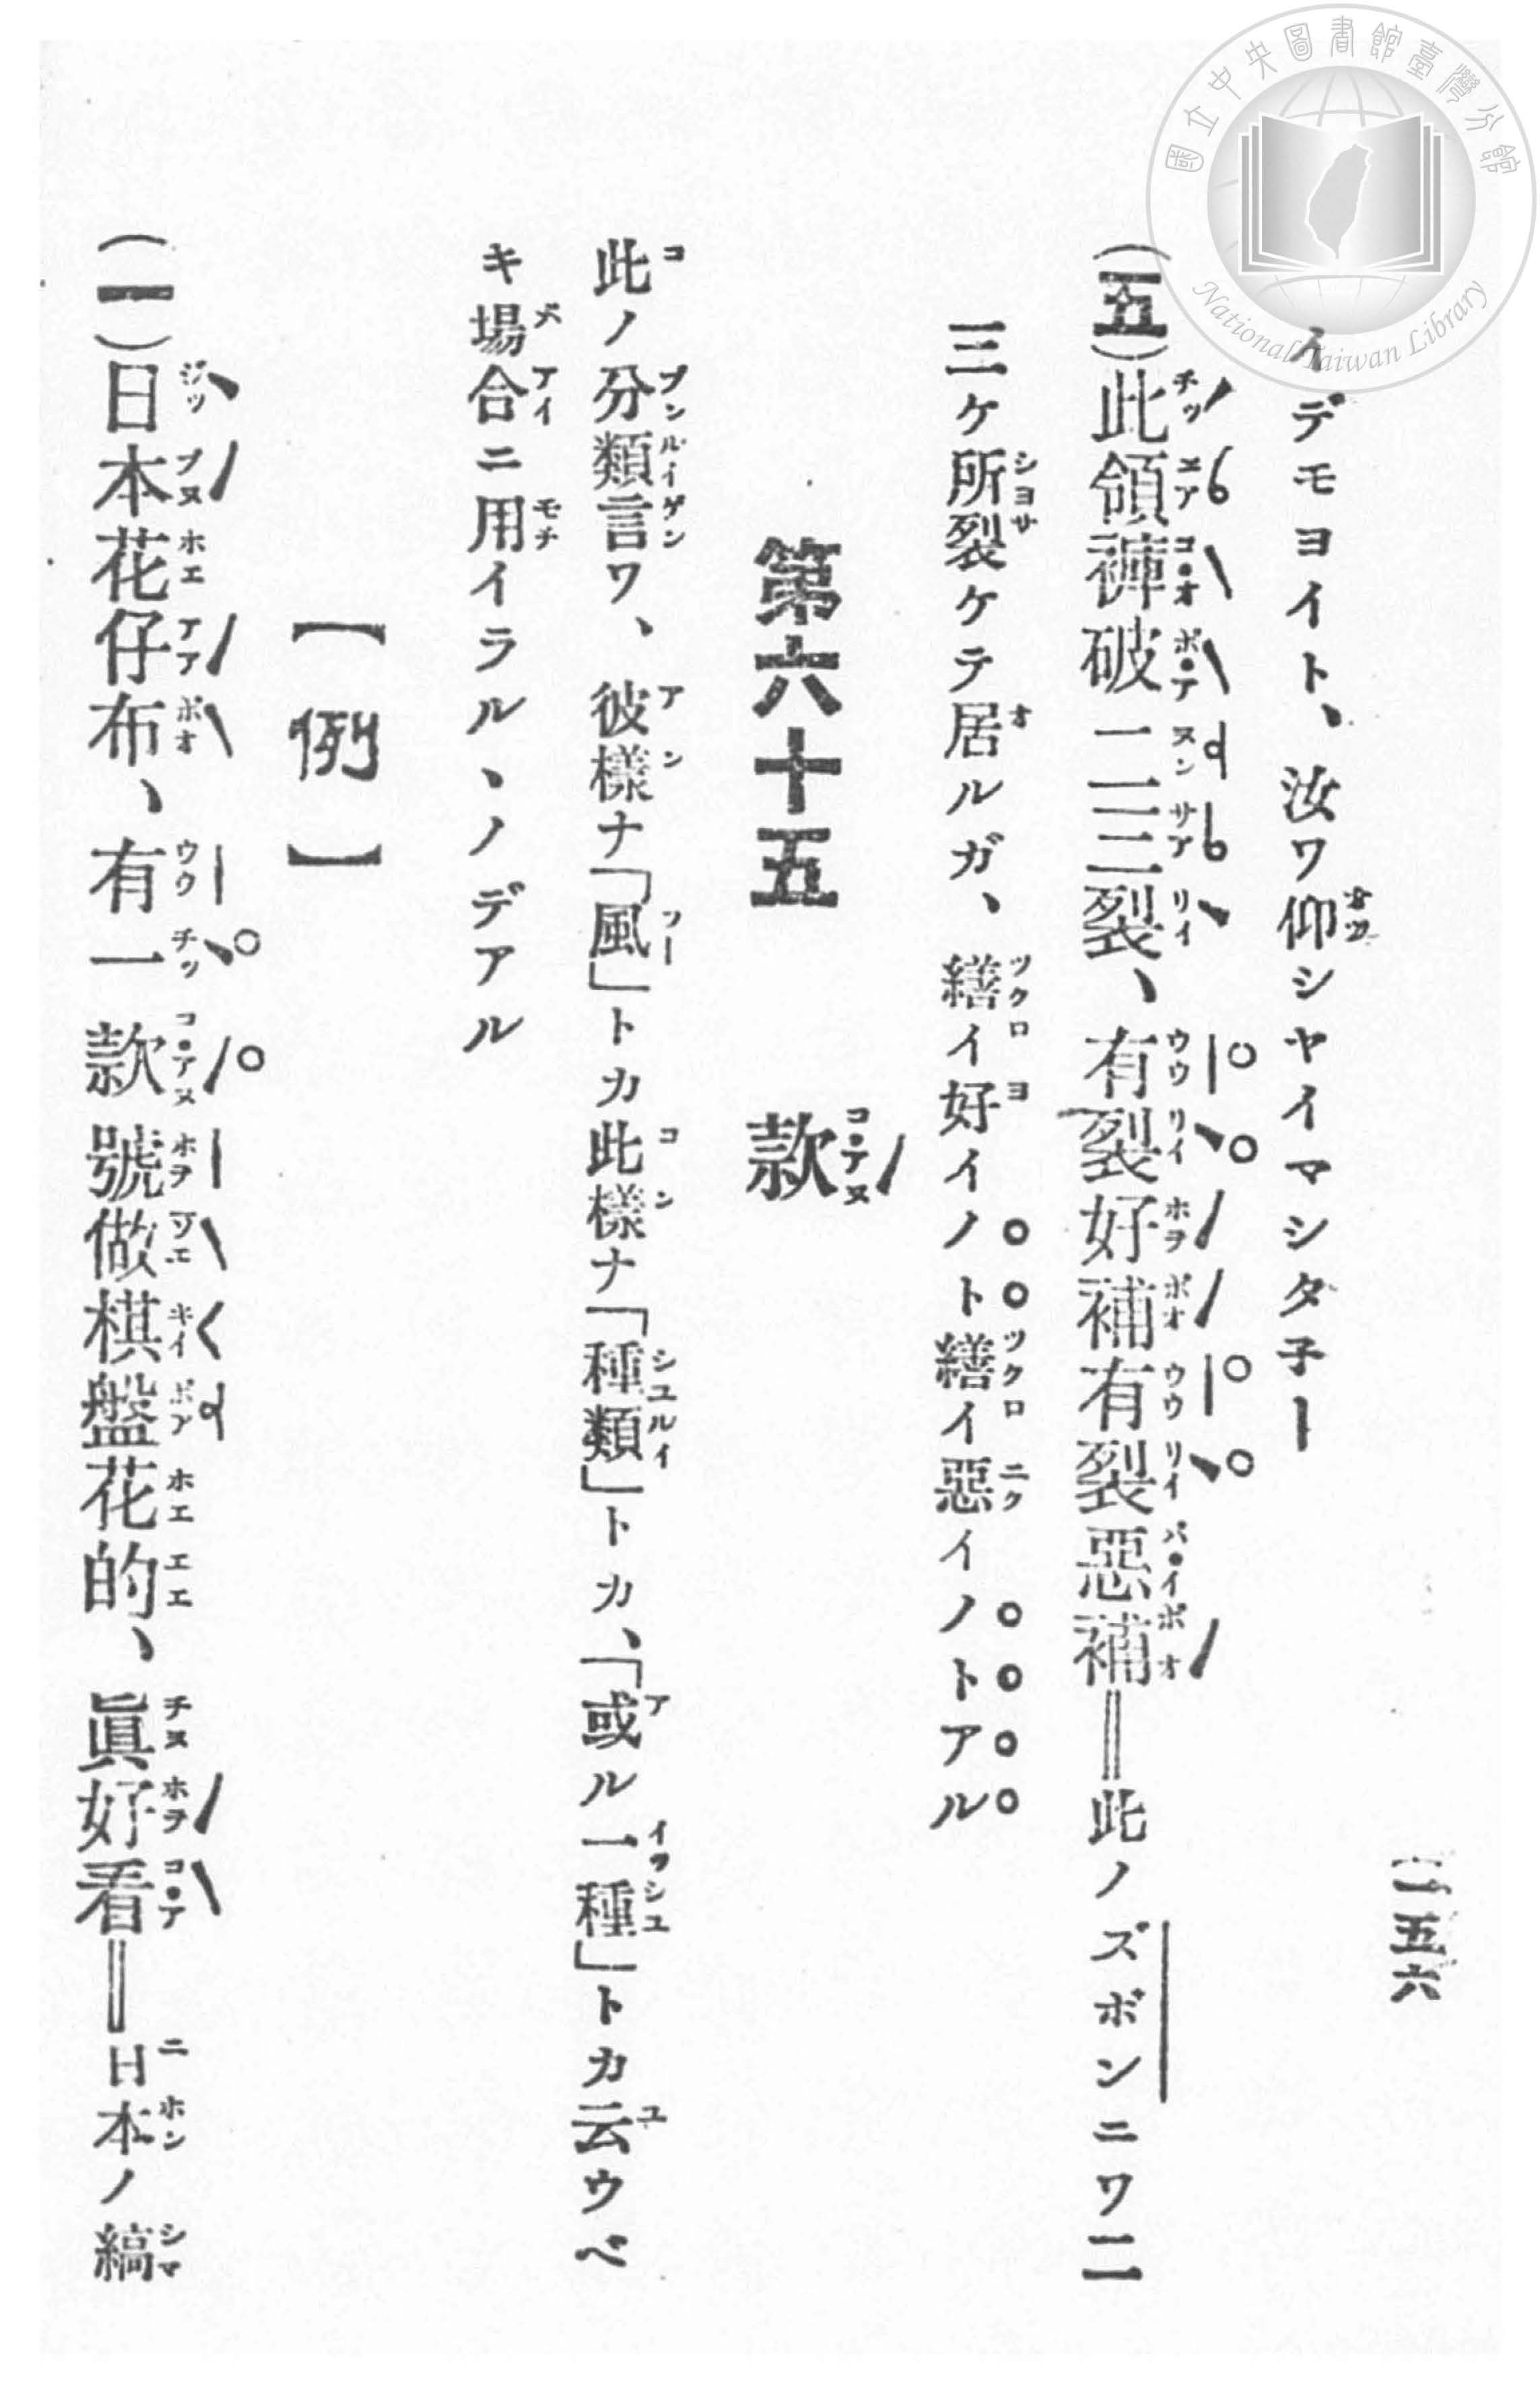 國立中央圖書館臺灣分館
National Taiwan Library
二五六
イデモヨイト、汝ワ仰シヤイマシタ子ー
(五)此領褲破二三裂、有裂好補有裂惡補＝此ノズボンニワ二
三ケ所裂ケテ居ルガ、繕イ好イノト繕イ惡イノトアル
第六十五　款
此ノ分類言ワ、彼樣ナ「風」トカ此樣ナ「種類」トカ、「或ル一種」トカ云ウベ
キ場合ニ用イラル、ノデアル
【例】
(一)日本花仔布、有一款號做棋盤花的、眞好看＝日本ノ縞